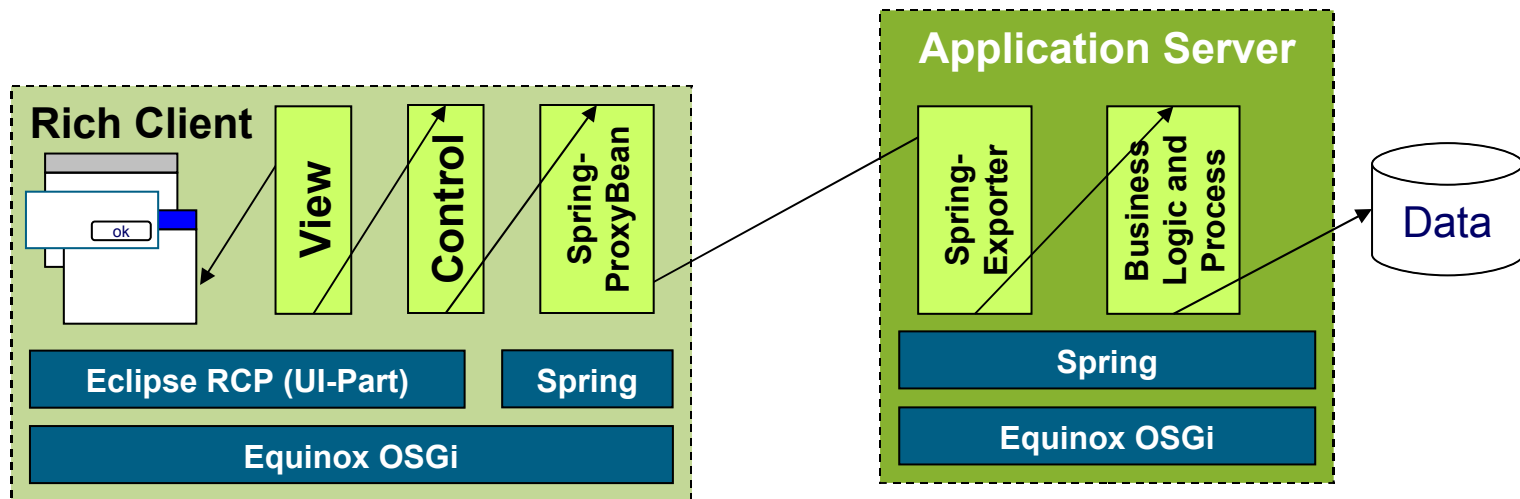 Rich Client
ok
View
Control
Spring-
ProxyBean
Eclipse RCP (UI-Part)
Spring
Equinox OSGi
Application Server
Spring-
Exporter
Business
Logic and
Process
Spring
Equinox OSGi
Data